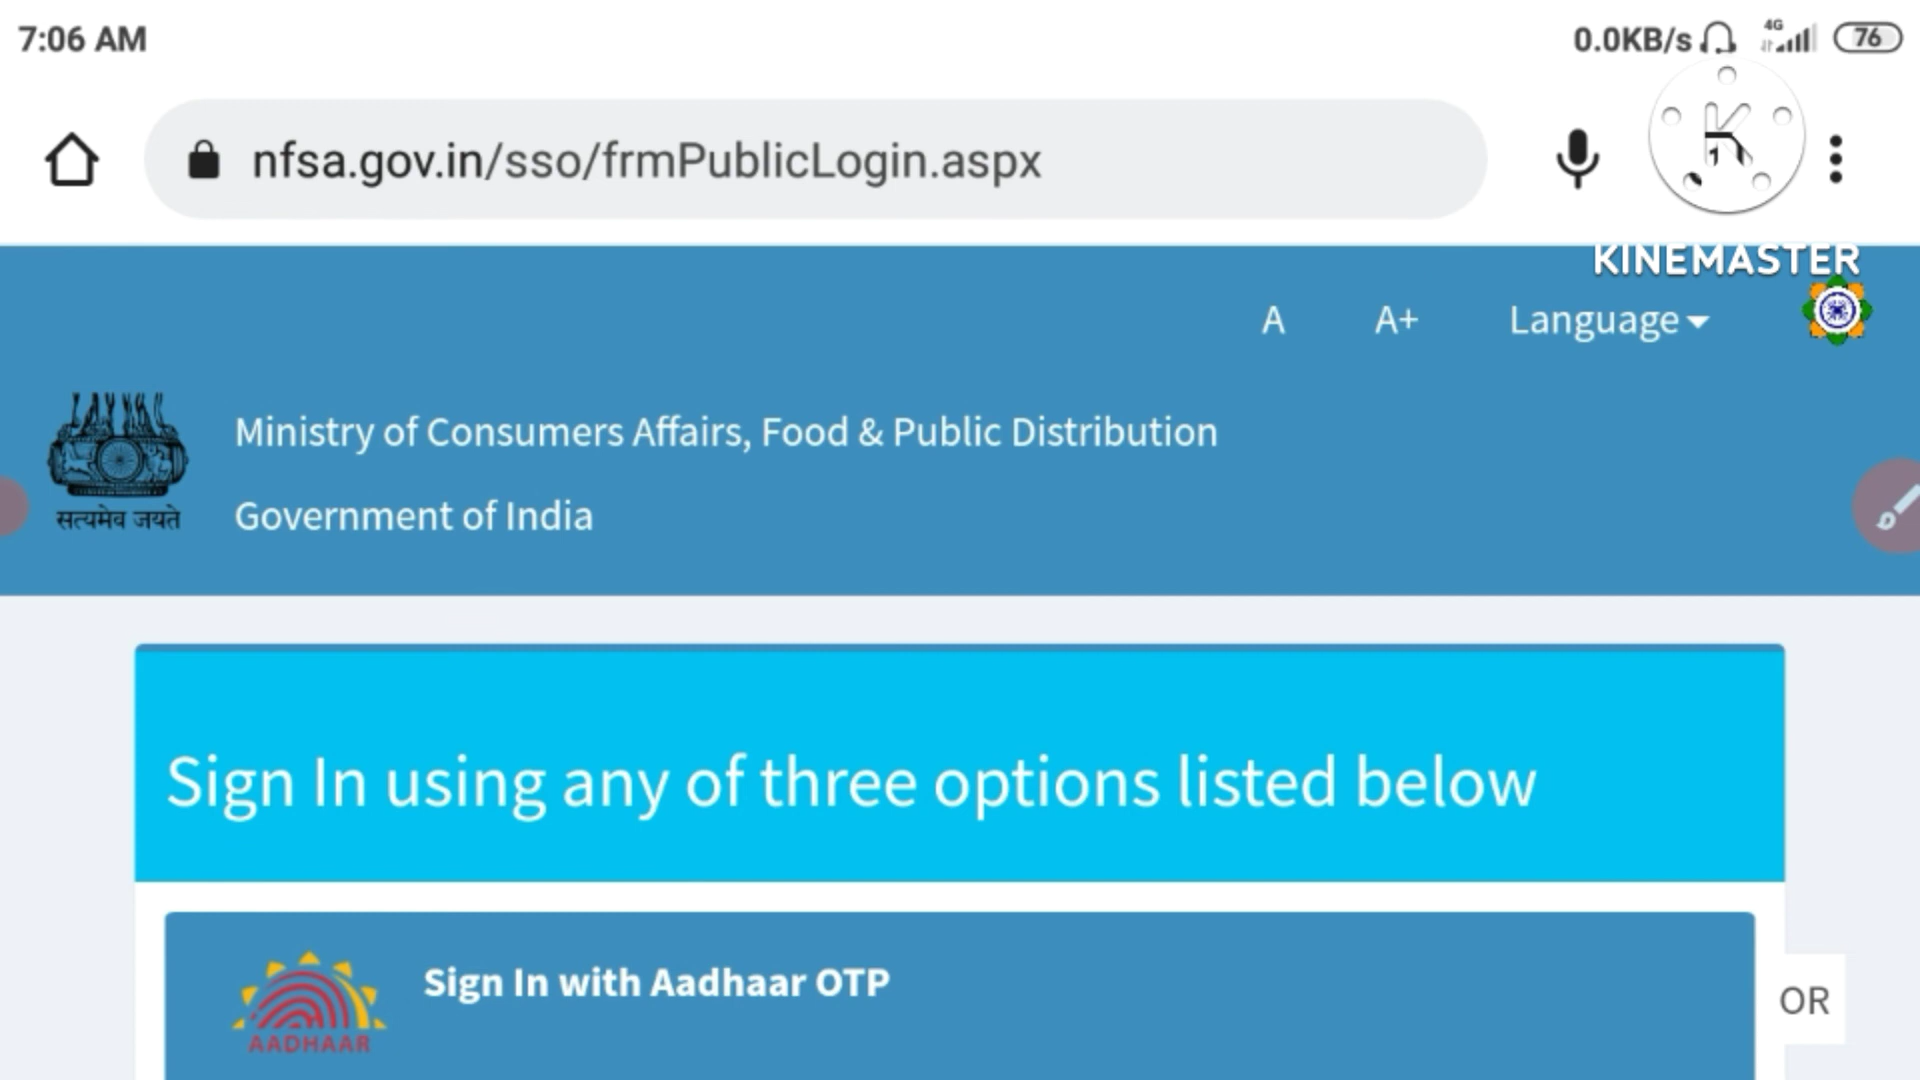 7:06 AM
0.0KB/s 4G 76
nfsa.gov.in/sso/frmPublicLogin.aspx
KINEMASTER
A A+ Language
Ministry of Consumers Affairs, Food & Public Distribution
सत्यमेव जयते
Government of India
Sign In using any of three options listed below
Sign In with Aadhaar OTP
AADHAAR
OR